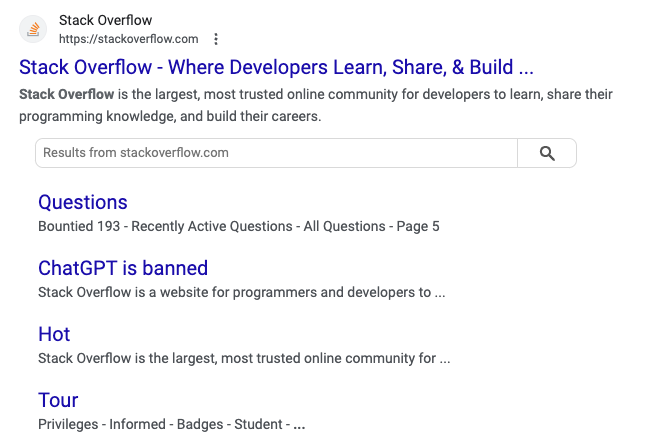 Stack Overflow
https://stackoverflow.com
Stack Overflow - Where Developers Learn, Share, & Build ...
Stack Overflow is the largest, most trusted online community for developers to learn, share their
programming knowledge, and build their careers.
Results from stackoverflow.com
Questions
Bountied 193 - Recently Active Questions - All Questions - Page 5
ChatGPT is banned
Stack Overflow is a website for programmers and developers to ...
Hot
Stack Overflow is the largest, most trusted online community for ...
Tour
Privileges - Informed - Badges - Student - ...